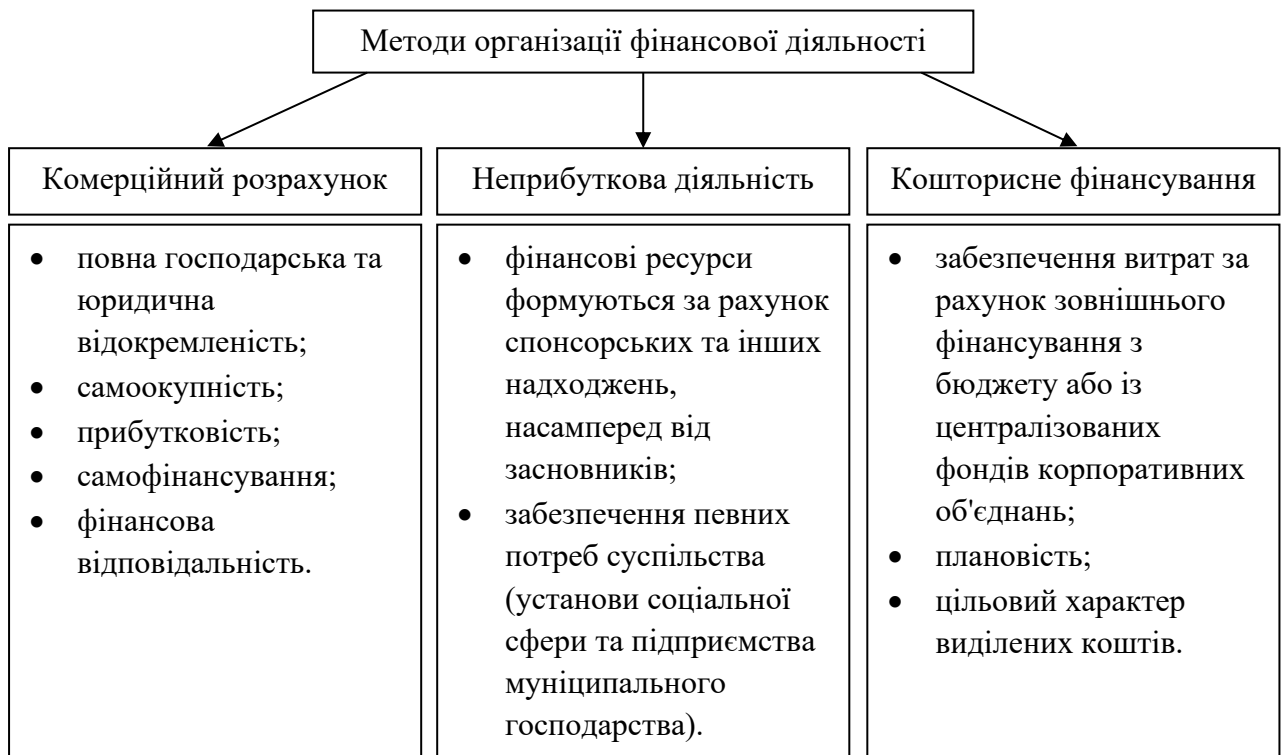 Методи організації фінансової діяльності
Комерційний розрахунок
Неприбуткова діяльність
Кошторисне фінансування
• повна господарська та
юридична
відокремленість;
• самоокупність;
• прибутковість;
• самофінансування;
• фінансова
відповідальність.
• фінансові ресурси
формуються за рахунок
спонсорських та інших
надходжень,
насамперед від
засновників;
• забезпечення певних
потреб суспільства
(установи соціальної
сфери та підприємства
муніципального
господарства).
• забезпечення витрат за
рахунок зовнішнього
фінансування з
бюджету або із
централізованих
фондів корпоративних
об'єднань;
• плановість;
• цільовий характер
виділених коштів.